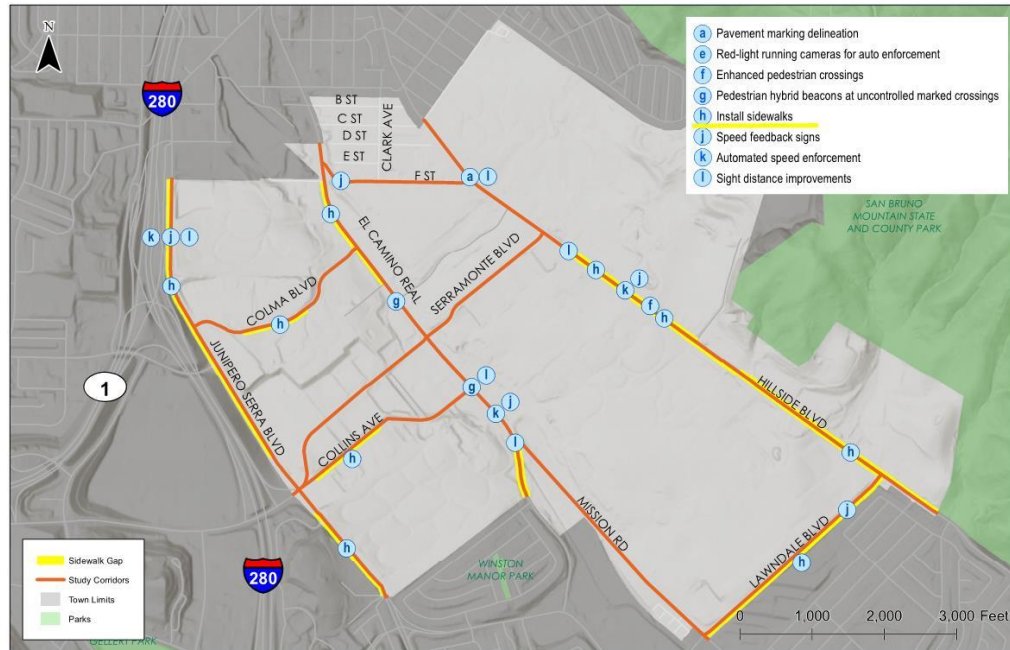 N
280
B ST
C ST
D ST
E ST
CLARK AVE
F ST
a
l
j
h
k
j
l
h
EL CAMINO REAL
SERRAMONTE BLVD
COLMA BLVD
h
g
l
h
k
j
f
h
JUNIPERO SERRA BLVD
1
COLLINS AVE
h
g
l
k
j
l
HILLSIDE BLVD
h
MISSION RD
LAWNDALE BLVD
j
h
h
280
WINSTON
MANOR PARK
SAN BRUNO
MOUNTAIN STATE
AND COUNTY PARK
a Pavement marking delineation
e Red-light running cameras for auto enforcement
f Enhanced pedestrian crossings
g Pedestrian hybrid beacons at uncontrolled marked crossings
h Install sidewalks
j Speed feedback signs
k Automated speed enforcement
l Sight distance improvements
Sidewalk Gap
Study Corridors
Town Limits
Parks
GELLERT PARK
0 1,000 2,000 3,000 Feet